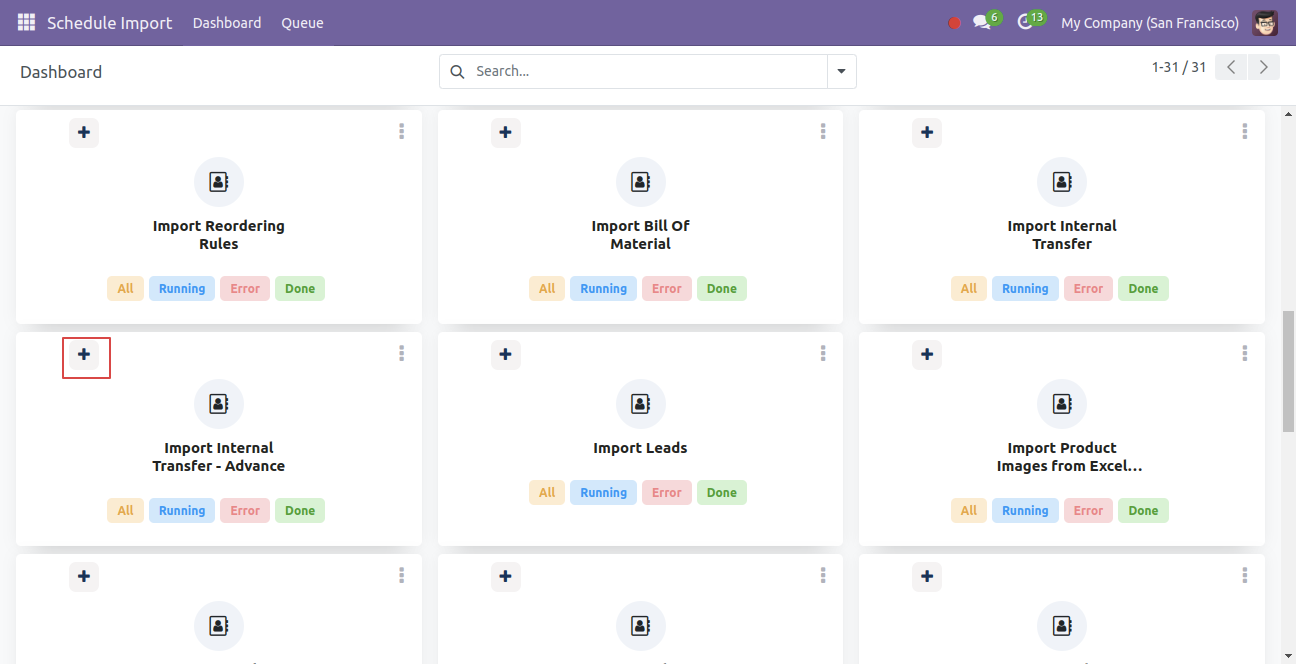 Schedule Import Dashboard Queue 6 13 My Company (San Francisco)
Dashboard Search... 1-31 / 31
Import Reordering
Rules
All Running Error Done
Import Bill Of
Material
All Running Error Done
Import Internal
Transfer
All Running Error Done
Import Internal
Transfer - Advance
All Running Error Done
Import Leads
All Running Error Done
Import Product
Images from Excel...
All Running Error Done